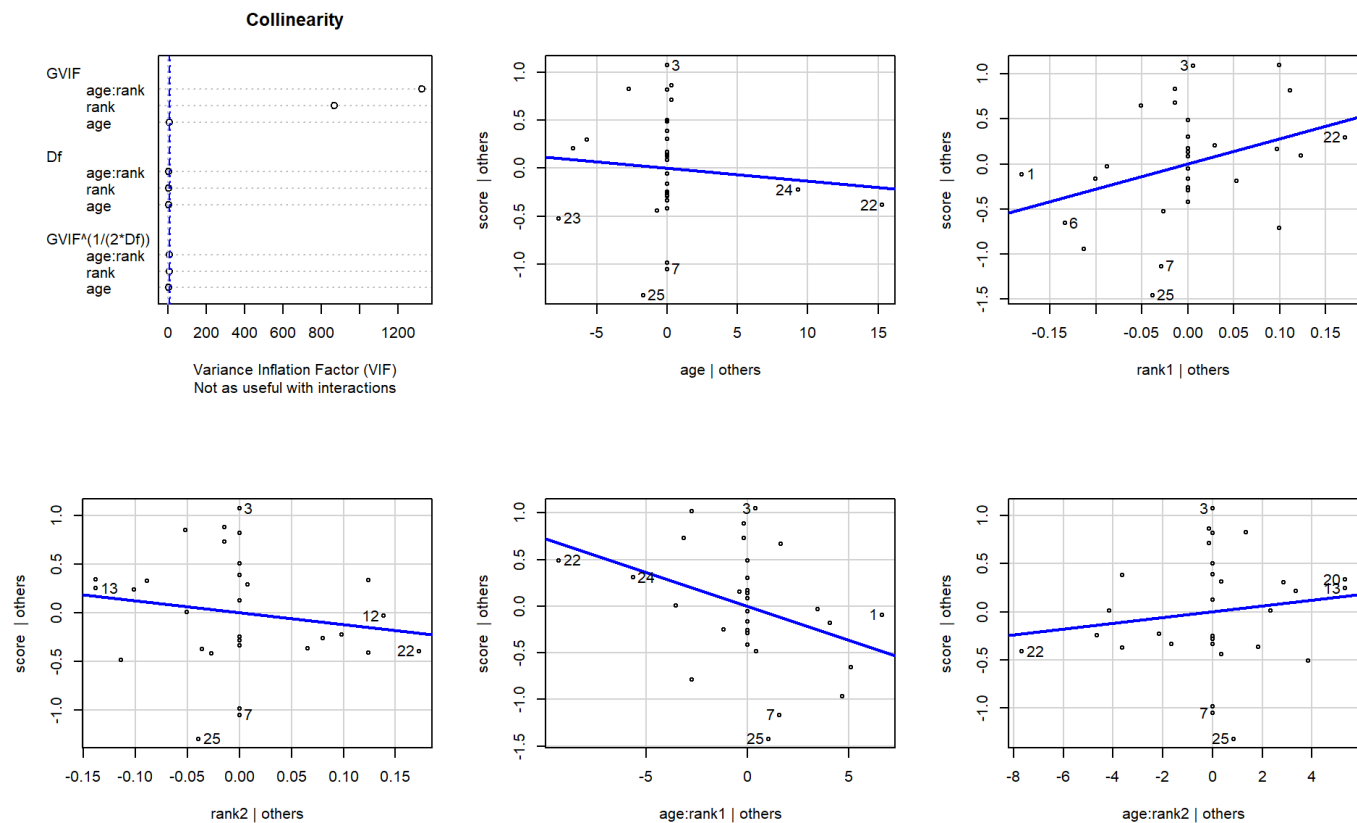 Collinearity
GVIF
age:rank
rank
age
Df
age:rank
rank
age
GVIF^(1/(2*Df))
age:rank
rank
age
0 200 400 600 800 1200
Variance Inflation Factor (VIF)
Not as useful with interactions
score | others
1.0
0.5
0.0
-0.5
-1.0
3
24
22
23
7
25
-5 0 5 10 15
age | others
score | others
1.0
0.5
0.0
-0.5
-1.0
-1.5
3
22
1
6
7
25
-0.15 -0.05 0.00 0.05 0.10 0.15
rank1 | others
score | others
1.0
0.5
0.0
-0.5
-1.0
3
13
12
22
7
25
-0.15 -0.10 -0.05 0.00 0.05 0.10 0.15
rank2 | others
score | others
1.0
0.5
0.0
-0.5
-1.0
-1.5
3
22
24
1
7
25
-5 0 5
age:rank1 | others
score | others
1.0
0.5
0.0
-0.5
-1.0
3
20
13
22
7
25
-8 -6 -4 -2 0 2 4
age:rank2 | others